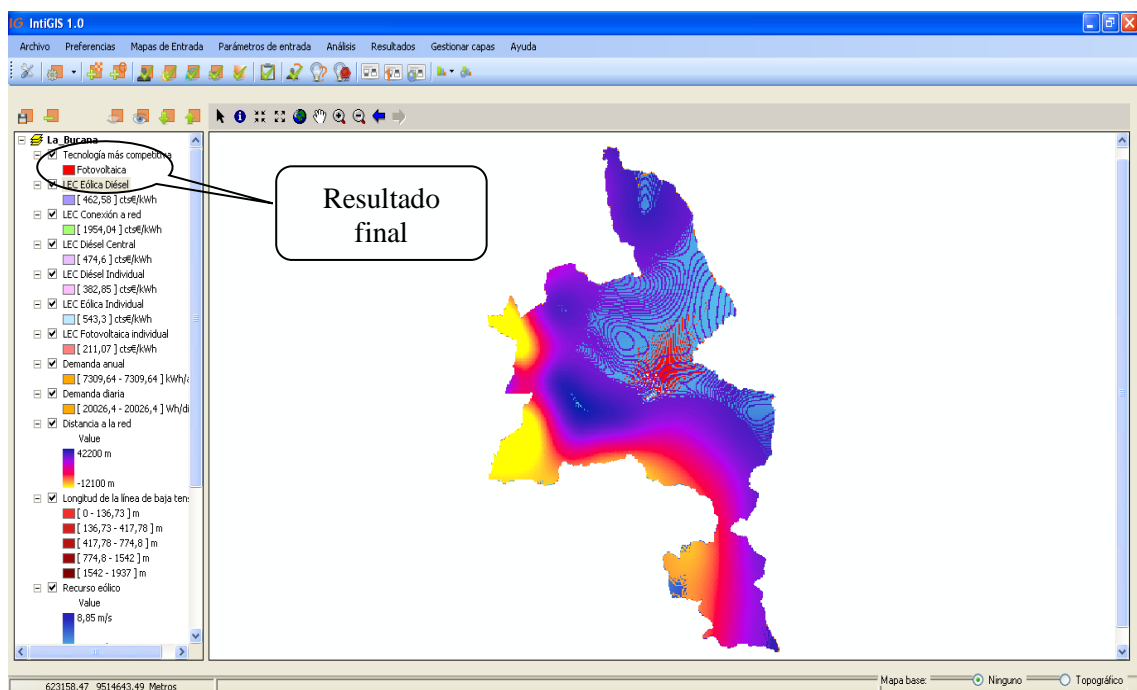 IG IntiGIS 1.0
Archivo Preferencias Mapas de Entrada Parámetros de entrada Análisis Resultados Gestionar capas Ayuda
La_Bucana
Tecnología más competitiva
Fotovoltaica
LEC Eólica Diésel
[ 462,58 ] cts€/kWh
LEC Conexión a red
[ 1954,04 ] cts€/kWh
LEC Diésel Central
[ 474,6 ] cts€/kWh
LEC Diésel Individual
[ 382,85 ] cts€/kWh
LEC Eólica Individual
[ 543,3 ] cts€/kWh
LEC Fotovoltaica individual
[ 211,07 ] cts€/kWh
Demanda anual
[ 7309,64 - 7309,64 ] kWh/a
Demanda diaria
[ 20026,4 - 20026,4 ] Wh/di
Distancia a la red
Value
42200 m
-12100 m
Longitud de la línea de baja tens
[ 0 - 136,73 ] m
[ 136,73 - 417,78 ] m
[ 417,78 - 774,8 ] m
[ 774,8 - 1542 ] m
[ 1542 - 1937 ] m
Recurso eólico
Value
8,85 m/s
Resultado
final
623158.47 9514643.49 Metros
Mapa base: Ninguno Topográfico